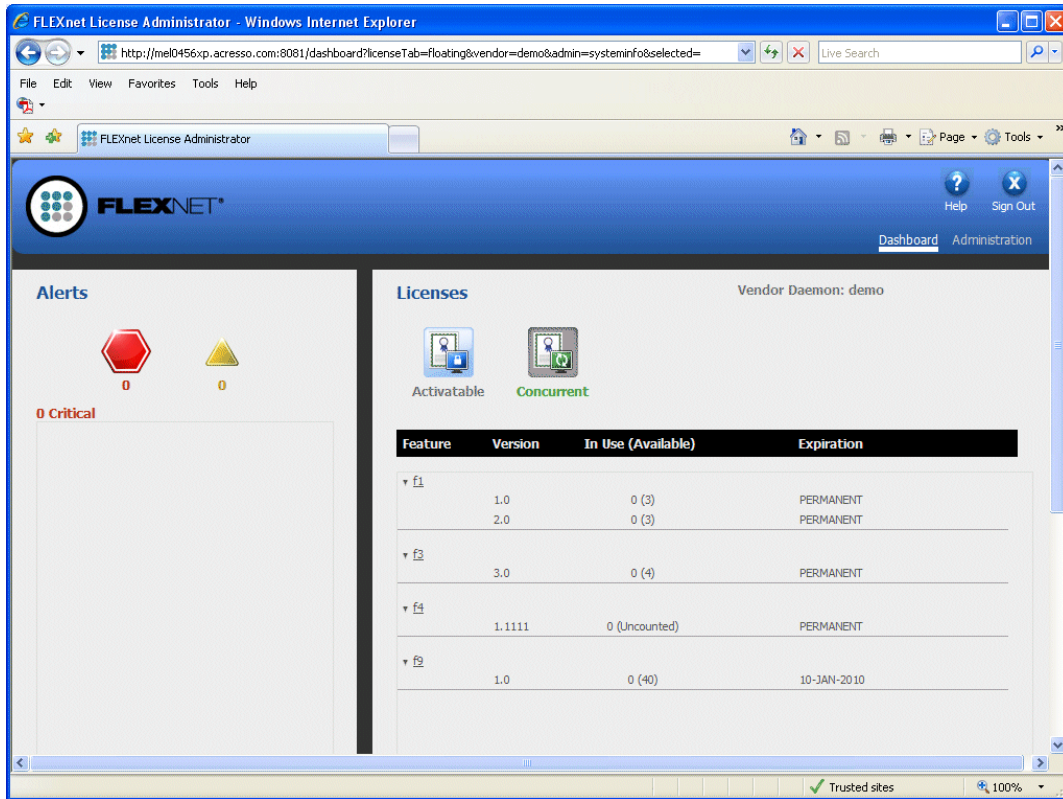 FLEXnet License Administrator - Windows Internet Explorer
http://mel0456xp.acresso.com:8081/dashboard?licenseTab=floating&vendor=demo&admin=systeminfo&selected=
Live Search
File Edit View Favorites Tools Help
FLEXnet License Administrator
Page Tools »
FLEXNET®
Help Sign Out
Dashboard Administration
Alerts
0 0
0 Critical
Licenses
Vendor Daemon: demo
Activatable Concurrent
Feature Version In Use (Available) Expiration
f1
1.0 0 (3) PERMANENT
2.0 0 (3) PERMANENT
f3
3.0 0 (4) PERMANENT
f4
1.1111 0 (Uncounted) PERMANENT
f9
1.0 0 (40) 10-JAN-2010
Trusted sites 100%